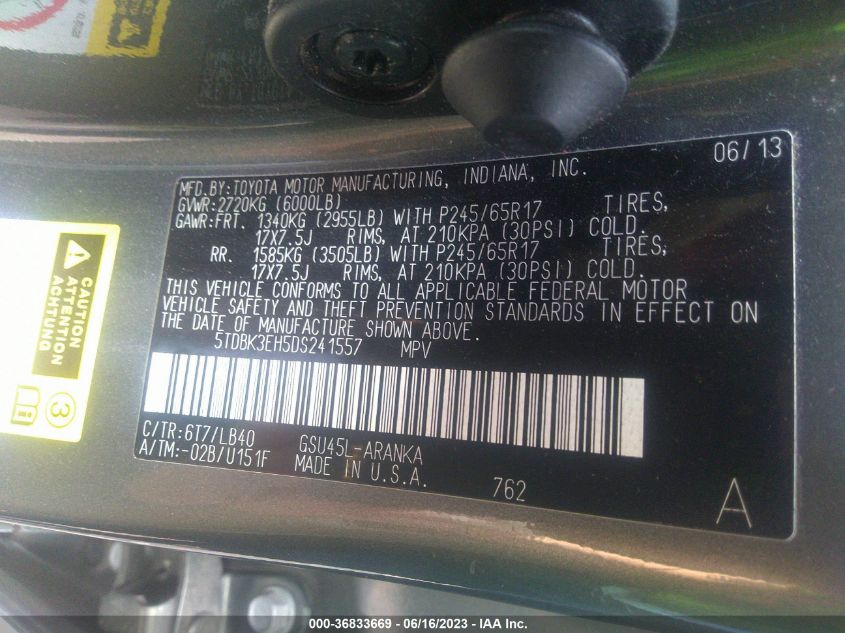 06/13
MFD.BY:TOYOTA MOTOR MANUFACTURING, INDIANA, INC.
GVWR:2720KG (6000LB)
GAWR:FRT. 1340KG (2955LB) WITH P245/65R17 TIRES,
17X7.5J RIMS, AT 210KPA (30PSI) COLD.
RR. 1585KG (3505LB) WITH P245/65R17 TIRES,
17X7.5J RIMS, AT 210KPA (30PSI) COLD.
THIS VEHICLE CONFORMS TO ALL APPLICABLE FEDERAL MOTOR
VEHICLE SAFETY AND THEFT PREVENTION STANDARDS IN EFFECT ON
THE DATE OF MANUFACTURE SHOWN ABOVE.
5TDBK3EH5DS241557 MPV
C/TR:6T7/LB40 GSU45L-ARANKA
A/TM:-02B/U151F MADE IN U.S.A.
762
A
CAUTION
ATTENTION
ACHTUNG
3
000-36833669 - 06/16/2023 - IAA Inc.